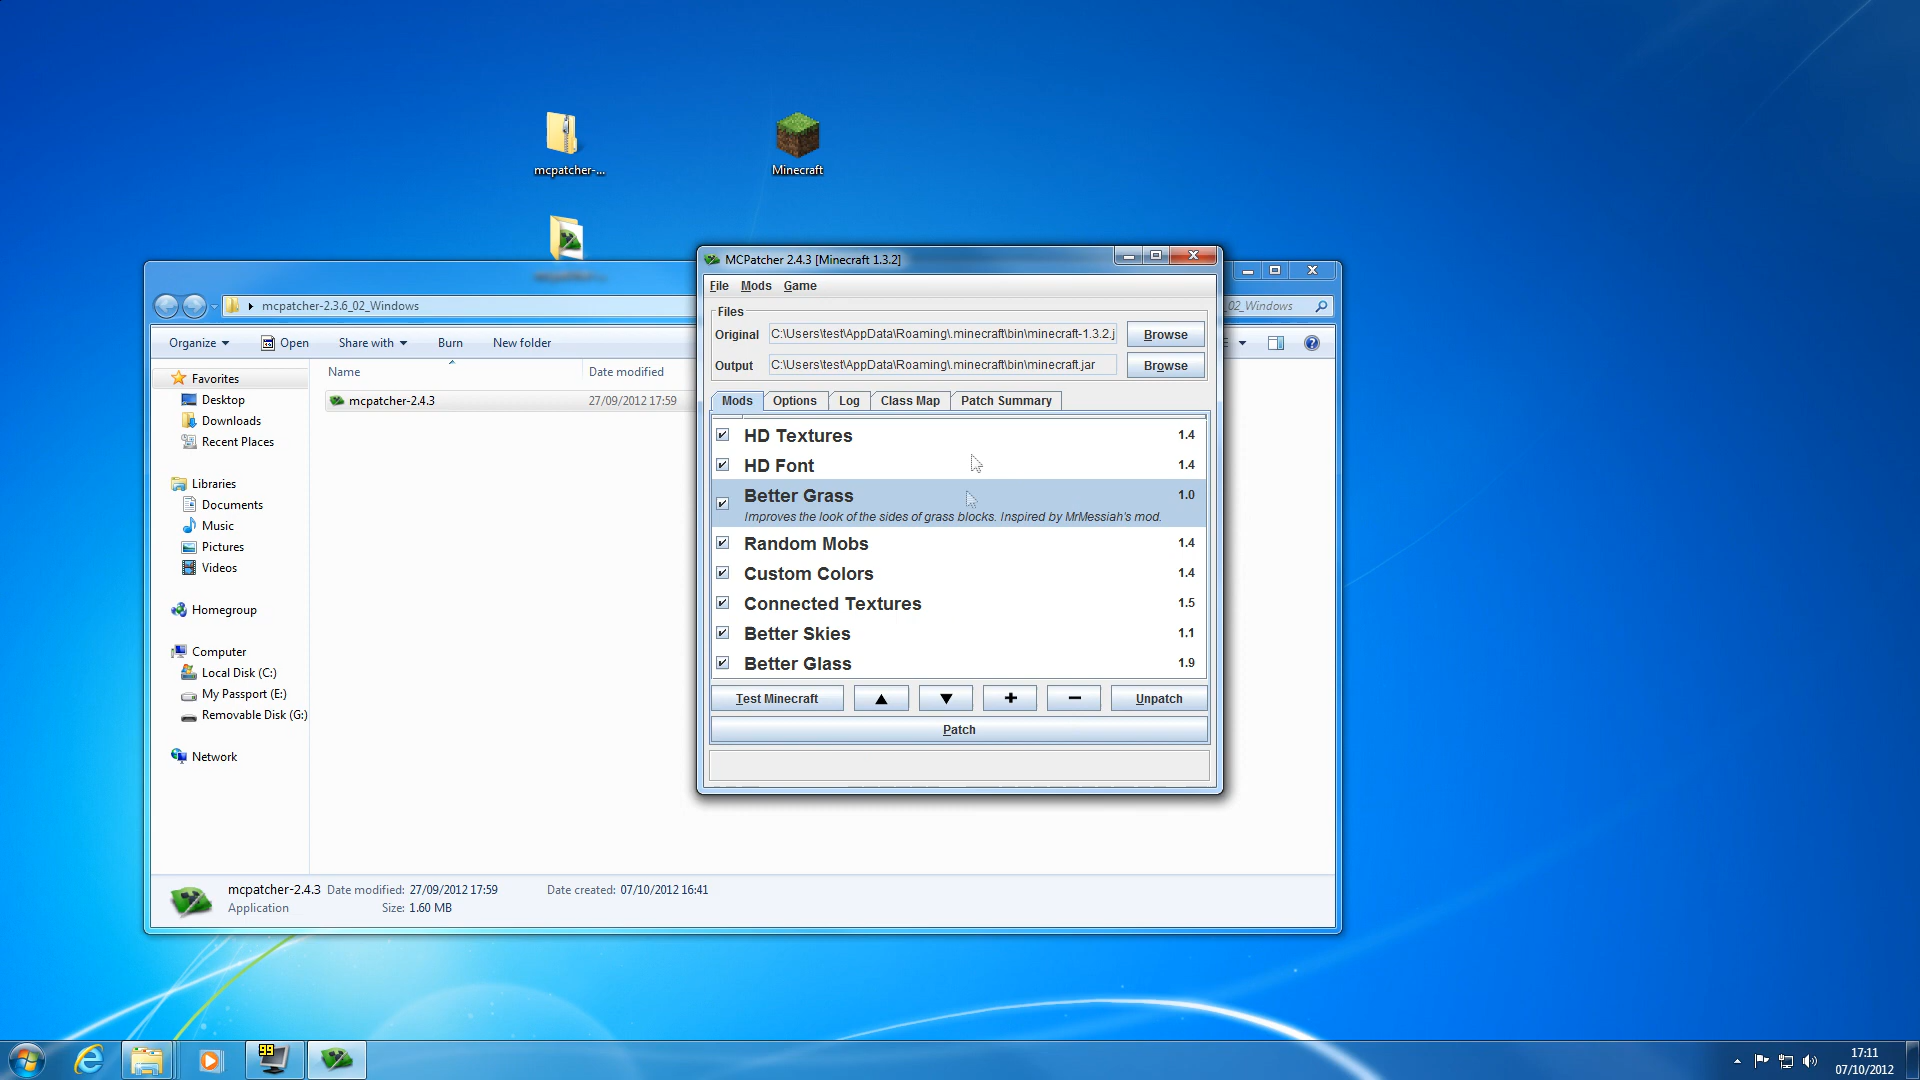 mcpatcher-...
Minecraft
MCPatcher 2.4.3 [Minecraft 1.3.2]
File Mods Game
Files
Original C:\Users\test\AppData\Roaming\.minecraft\bin\minecraft-1.3.2.j Browse
Output C:\Users\test\AppData\Roaming\.minecraft\bin\minecraft.jar Browse
Mods Options Log Class Map Patch Summary
HD Textures 1.4
HD Font 1.4
Better Grass 1.0
Improves the look of the sides of grass blocks. Inspired by MrMessiah's mod.
Random Mobs 1.4
Custom Colors 1.4
Connected Textures 1.5
Better Skies 1.1
Better Glass 1.9
Test Minecraft + − Unpatch
Patch
mcpatcher-2.3.6_02_Windows
02_Windows
Organize Open Share with Burn New folder
Name Date modified
mcpatcher-2.4.3 27/09/2012 17:59
Favorites
Desktop
Downloads
Recent Places
Libraries
Documents
Music
Pictures
Videos
Homegroup
Computer
Local Disk (C:)
My Passport (E:)
Removable Disk (G:)
Network
mcpatcher-2.4.3 Date modified: 27/09/2012 17:59 Date created: 07/10/2012 16:41
Application Size: 1.60 MB
99
17:11
07/10/2012